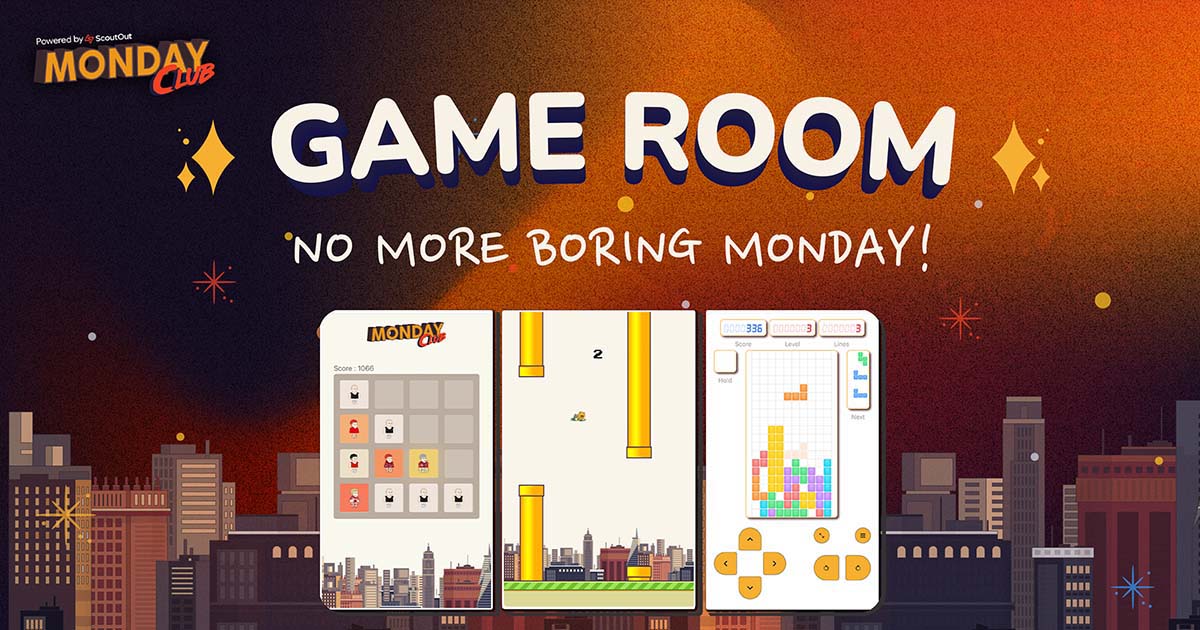 Powered by ScoutOut
MONDAY
CLUB
GAME ROOM
NO MORE BORING MONDAY!
MONDAY
CLUB
Score : 1066
2
336
3
3
Score
Level
Lines
Hold
Next